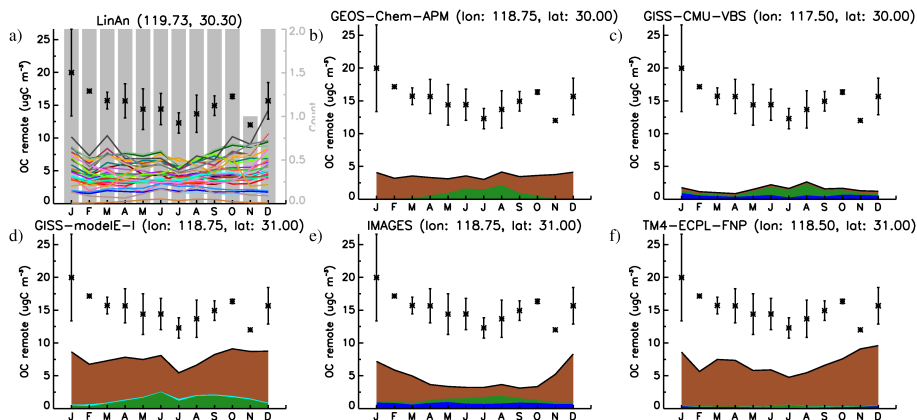 a)
LinAn (119.73, 30.30)
OC remote (ugC m⁻³)
25
20
15
10
5
0
J F M A M J J A S O N D
2.0
1.5
1.0
0.5
0.0
Count
b)
GEOS-Chem-APM (lon: 118.75, lat: 30.00)
OC remote (ugC m⁻³)
25
20
15
10
5
0
J F M A M J J A S O N D
c)
GISS-CMU-VBS (lon: 117.50, lat: 30.00)
OC remote (ugC m⁻³)
25
20
15
10
5
0
J F M A M J J A S O N D
d)
GISS-modelE-I (lon: 118.75, lat: 31.00)
OC remote (ugC m⁻³)
25
20
15
10
5
0
J F M A M J J A S O N D
e)
IMAGES (lon: 118.75, lat: 31.00)
OC remote (ugC m⁻³)
25
20
15
10
5
0
J F M A M J J A S O N D
f)
TM4-ECPL-FNP (lon: 118.50, lat: 31.00)
OC remote (ugC m⁻³)
25
20
15
10
5
0
J F M A M J J A S O N D